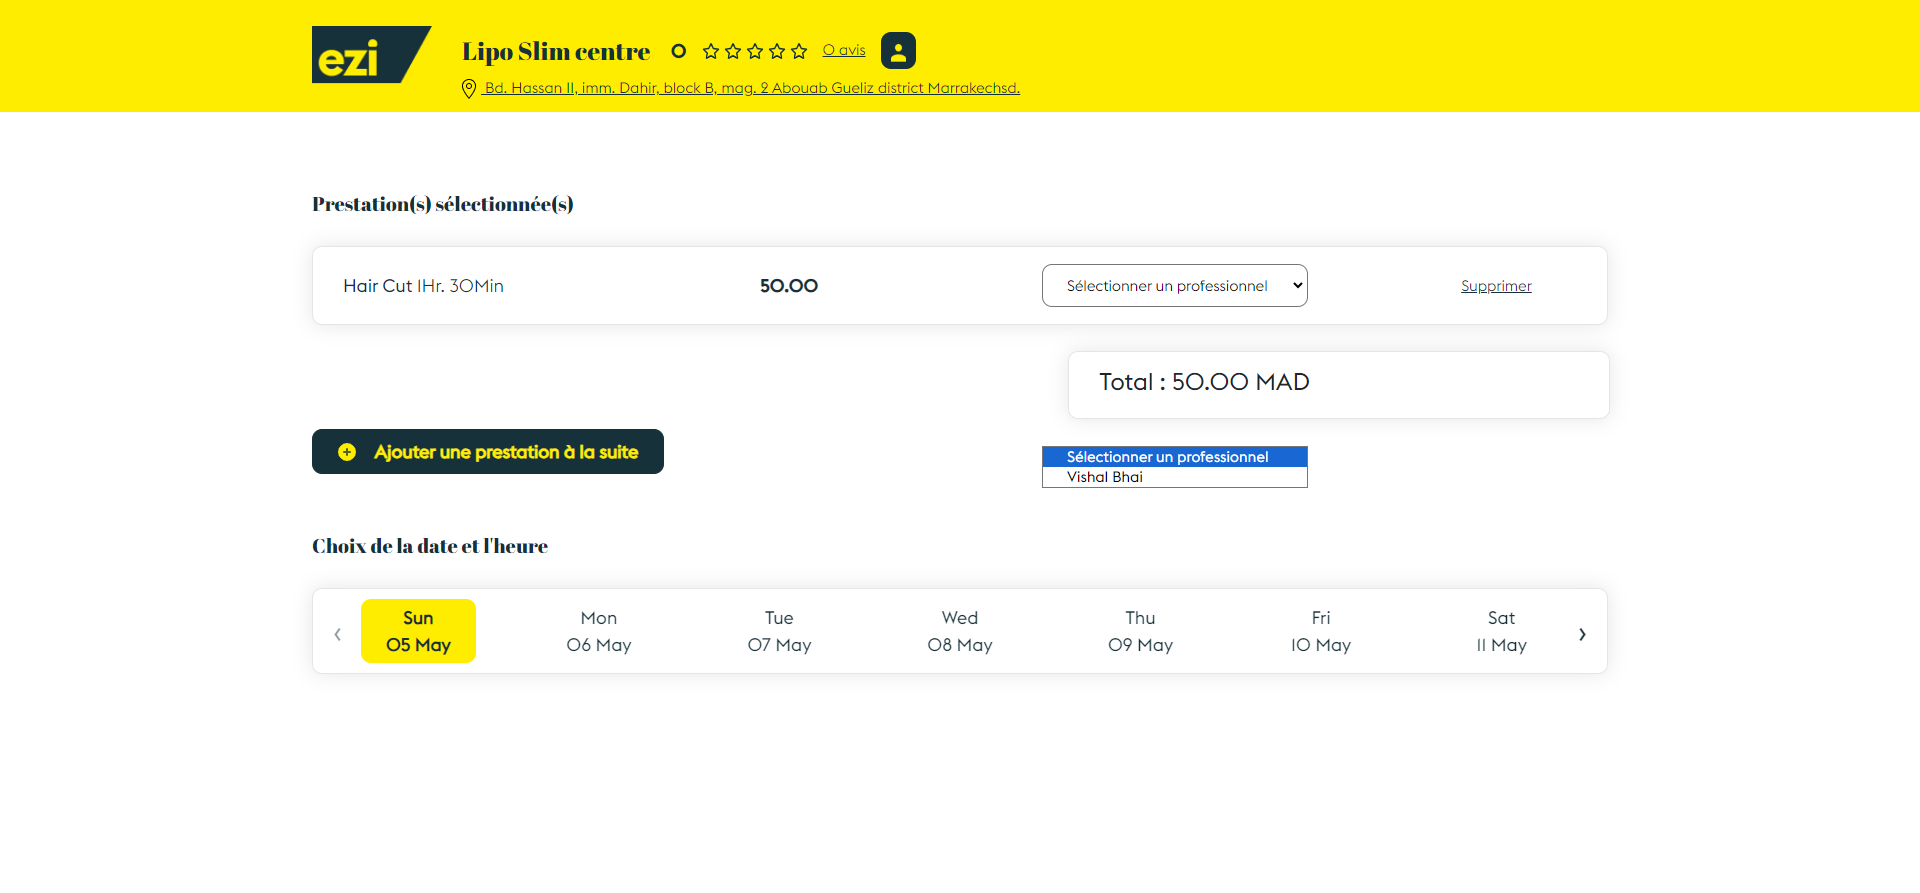 ezi
Lipo Slim centre 0 0 avis
Bd. Hassan II, imm. Dahir, block B, mag. 2 Abouab Gueliz district Marrakechsd.
Prestation(s) sélectionnée(s)
Hair Cut 1Hr. 30Min 50.00 Sélectionner un professionnel Supprimer
Total : 50.00 MAD
Ajouter une prestation à la suite
Sélectionner un professionnel
Vishal Bhai
Choix de la date et l'heure
Sun Mon Tue Wed Thu Fri Sat
05 May 06 May 07 May 08 May 09 May 10 May 11 May